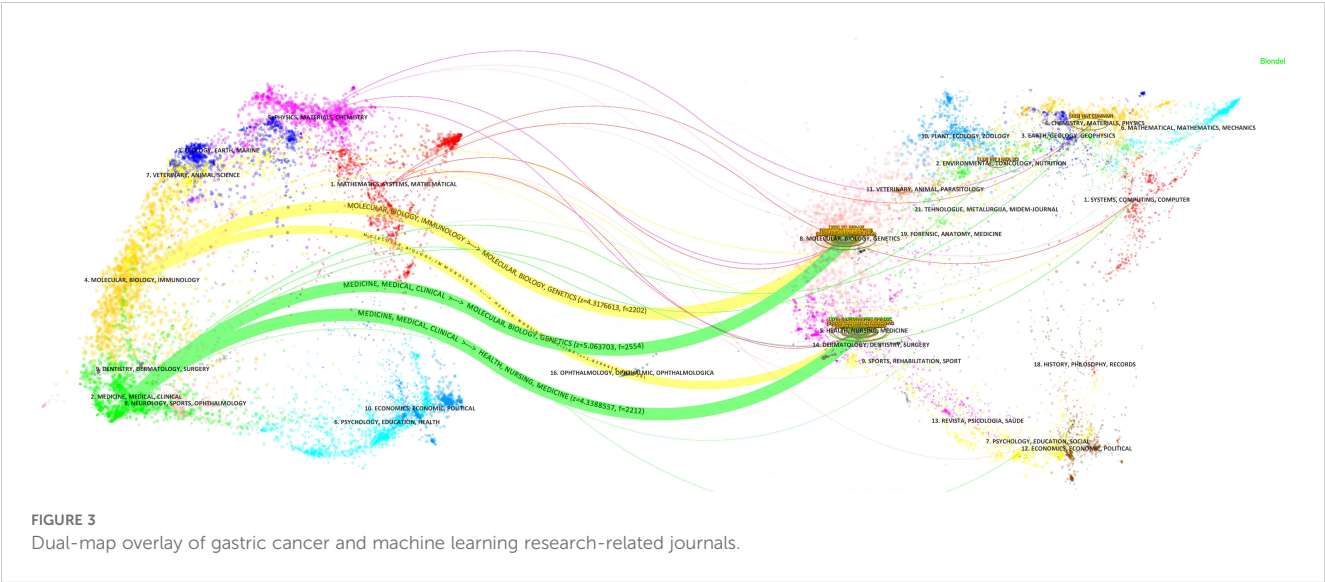 Blondel
5. PHYSICS, MATERIALS, CHEMISTRY
3. ECOLOGY, EARTH, MARINE
7. VETERINARY, ANIMAL, SCIENCE
1. MATHEMATICS, SYSTEMS, MATHEMATICAL
4. MOLECULAR, BIOLOGY, IMMUNOLOGY
9. DENTISTRY, DERMATOLOGY, SURGERY
2. MEDICINE, MEDICAL, CLINICAL
8. NEUROLOGY, SPORTS, OPHTHALMOLOGY
10. ECONOMICS, ECONOMIC, POLITICAL
6. PSYCHOLOGY, EDUCATION, HEALTH
MOLECULAR, BIOLOGY, IMMUNOLOGY >---> MOLECULAR, BIOLOGY, GENETICS (z=4.3176613, f=2202)
MEDICINE, MEDICAL, CLINICAL >---> MOLECULAR, BIOLOGY, GENETICS (z=5.063703, f=2554)
MEDICINE, MEDICAL, CLINICAL >---> HEALTH, NURSING, MEDICINE (z=4.3388557, f=2212)
4. CHEMISTRY, MATERIALS, PHYSICS
6. MATHEMATICAL, MATHEMATICS, MECHANICS
10. PLANT, ECOLOGY, ZOOLOGY
3. EARTH, GEOLOGY, GEOPHYSICS
2. ENVIRONMENTAL, TOXICOLOGY, NUTRITION
11. VETERINARY, ANIMAL, PARASITOLOGY
1. SYSTEMS, COMPUTING, COMPUTER
21. TEHNOLOGUE, METALURGIJA, MIDEM-JOURNAL
8. MOLECULAR, BIOLOGY, GENETICS
19. FORENSIC, ANATOMY, MEDICINE
5. HEALTH, NURSING, MEDICINE
14. DERMATOLOGY, DENTISTRY, SURGERY
9. SPORTS, REHABILITATION, SPORT
18. HISTORY, PHILOSOPHY, RECORDS
16. OPHTHALMOLOGY, OPHTHALMIC, OPHTHALMOLOGICA
13. REVISTA, PSICOLOGIA, SAUDE
7. PSYCHOLOGY, EDUCATION, SOCIAL
12. ECONOMICS, ECONOMIC, POLITICAL
FIGURE 3
Dual-map overlay of gastric cancer and machine learning research-related journals.